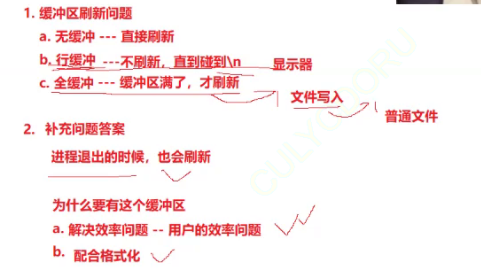 1. 缓冲区刷新问题
a. 无缓冲 --- 直接刷新
b. 行缓冲 ---不刷新，直到碰到\n 显示器
c. 全缓冲 --- 缓冲区满了，才刷新
文件写入
普通文件
2. 补充问题答案
进程退出的时候，也会刷新
为什么要有这个缓冲区
a. 解决效率问题 -- 用户的效率问题
b. 配合格式化